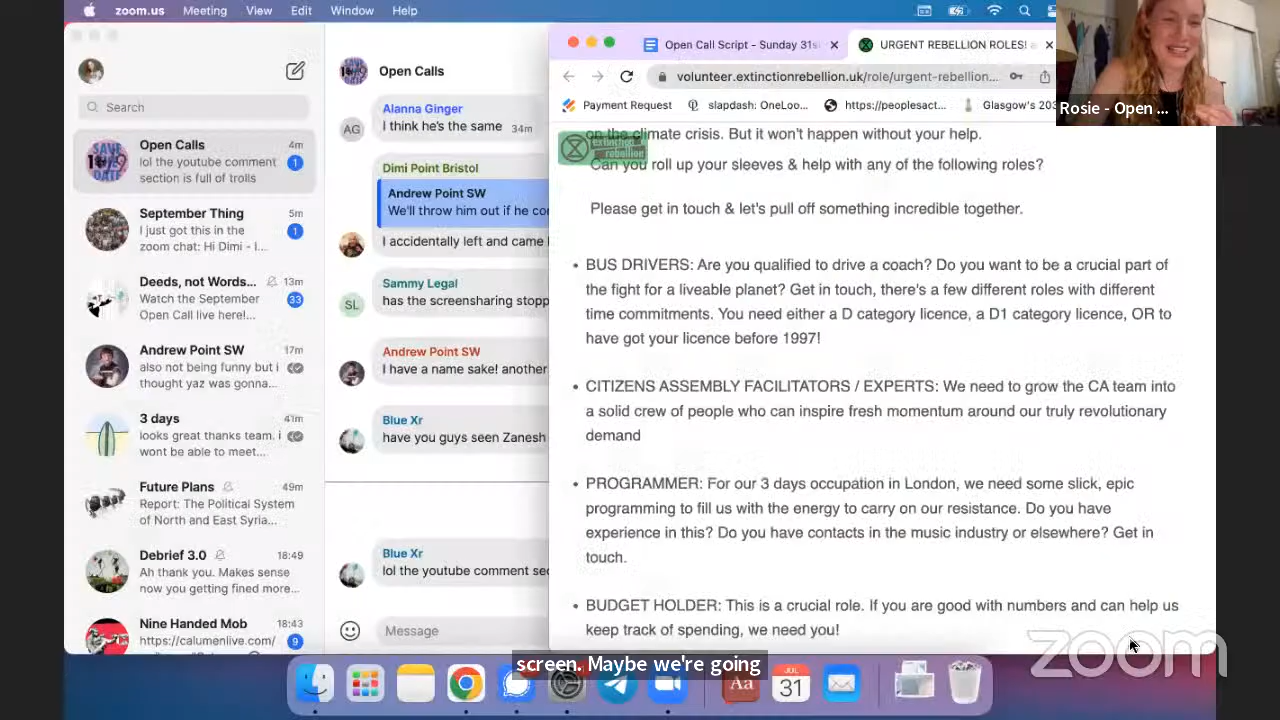 zoom.us Meeting View Edit Window Help
Search
Open Calls 4m
lol the youtube comment
section is full of trolls
1
September Thing 5m
I just got this in the
zoom chat: Hi Dimi - I...
1
Deeds, not Words... 13m
Watch the September
Open Call live here!...
33
Andrew Point SW 17m
also not being funny but i
thought yaz was gonna...
3 days 41m
looks great thanks team. i
wont be able to meet...
Future Plans 49m
Report: The Political System
of North and East Syria...
Debrief 3.0 18:49
Ah thank you. Makes sense
now you getting fined more...
Nine Handed Mob 18:43
https://calumenlive.com/
9
Open Calls
Alanna Ginger
AG
I think he's the same 34m
Dimi Point Bristol
Andrew Point SW
We'll throw him out if he co
I accidentally left and came
Sammy Legal
SL
has the screensharing stopp
Andrew Point SW
I have a name sake! another
Blue Xr
have you guys seen Zanesh
Blue Xr
lol the youtube comment sec
Message
Open Call Script - Sunday 31s
URGENT REBELLION ROLES!
volunteer.extinctionrebellion.uk/role/urgent-rebellion...
Payment Request slapdash: OneLoo... https://peoplesact... Glasgow's 203
extinction
rebellion
on the climate crisis. But it won't happen without your help.
Can you roll up your sleeves & help with any of the following roles?
Please get in touch & let's pull off something incredible together.
• BUS DRIVERS: Are you qualified to drive a coach? Do you want to be a crucial part of
the fight for a liveable planet? Get in touch, there's a few different roles with different
time commitments. You need either a D category licence, a D1 category licence, OR to
have got your licence before 1997!
• CITIZENS ASSEMBLY FACILITATORS / EXPERTS: We need to grow the CA team into
a solid crew of people who can inspire fresh momentum around our truly revolutionary
demand
• PROGRAMMER: For our 3 days occupation in London, we need some slick, epic
programming to fill us with the energy to carry on our resistance. Do you have
experience in this? Do you have contacts in the music industry or elsewhere? Get in
touch.
• BUDGET HOLDER: This is a crucial role. If you are good with numbers and can help us
keep track of spending, we need you!
Rosie - Open ...
zoom
screen. Maybe we're going
Aa
JUL
31